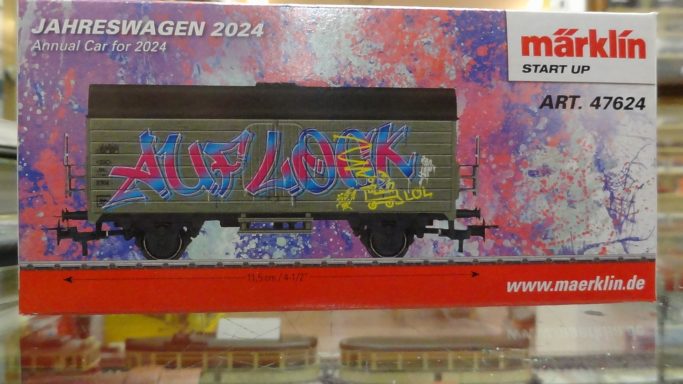 JAHRESWAGEN 2024
Annual Car for 2024
märklin
START UP
ART. 47624
AUF LOCK
LOL
11,5 cm / 4-1/2"
www.maerklin.de